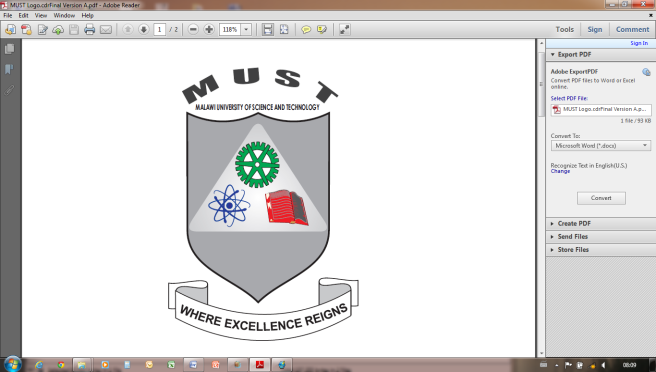 MUST Logo.cdrFinal Version A.pdf - Adobe Reader
File Edit View Window Help
1 / 2
118%
Tools Sign Comment
Sign In
Export PDF
Adobe ExportPDF
Convert PDF files to Word or Excel
online.
Select PDF File:
MUST Logo.cdrFinal Version A.p...
1 file / 93 KB
Convert To:
Microsoft Word (*.docx)
Recognize Text in English(U.S.)
Change
Convert
Create PDF
Send Files
Store Files
MUST
MALAWI UNIVERSITY OF SCIENCE AND TECHNOLOGY
WHERE EXCELLENCE REIGNS
08:09